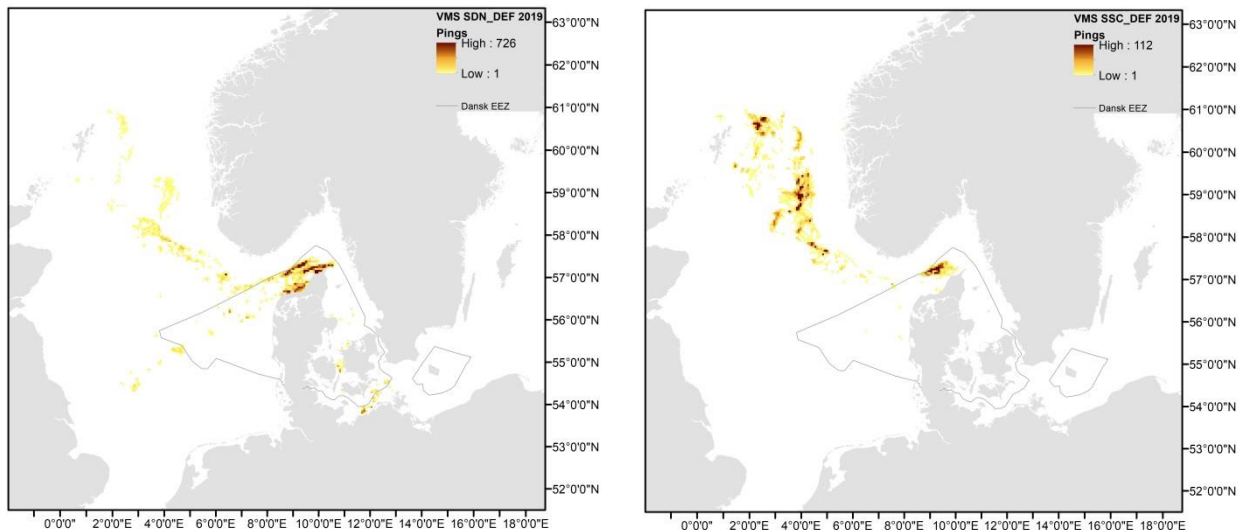 VMS SDN_DEF 2019
Pings
High : 726
Low : 1
Dansk EEZ
63°0'0"N
62°0'0"N
61°0'0"N
60°0'0"N
59°0'0"N
58°0'0"N
57°0'0"N
56°0'0"N
55°0'0"N
54°0'0"N
53°0'0"N
52°0'0"N
0°0'0" 2°0'0"E 4°0'0"E 6°0'0"E 8°0'0"E 10°0'0"E 12°0'0"E 14°0'0"E 16°0'0"E 18°0'0"E
VMS SSC_DEF 2019
Pings
High : 112
Low : 1
Dansk EEZ
63°0'0"N
62°0'0"N
61°0'0"N
60°0'0"N
59°0'0"N
58°0'0"N
57°0'0"N
56°0'0"N
55°0'0"N
54°0'0"N
53°0'0"N
52°0'0"N
0°0'0" 2°0'0"E 4°0'0"E 6°0'0"E 8°0'0"E 10°0'0"E 12°0'0"E 14°0'0"E 16°0'0"E 18°0'0"E